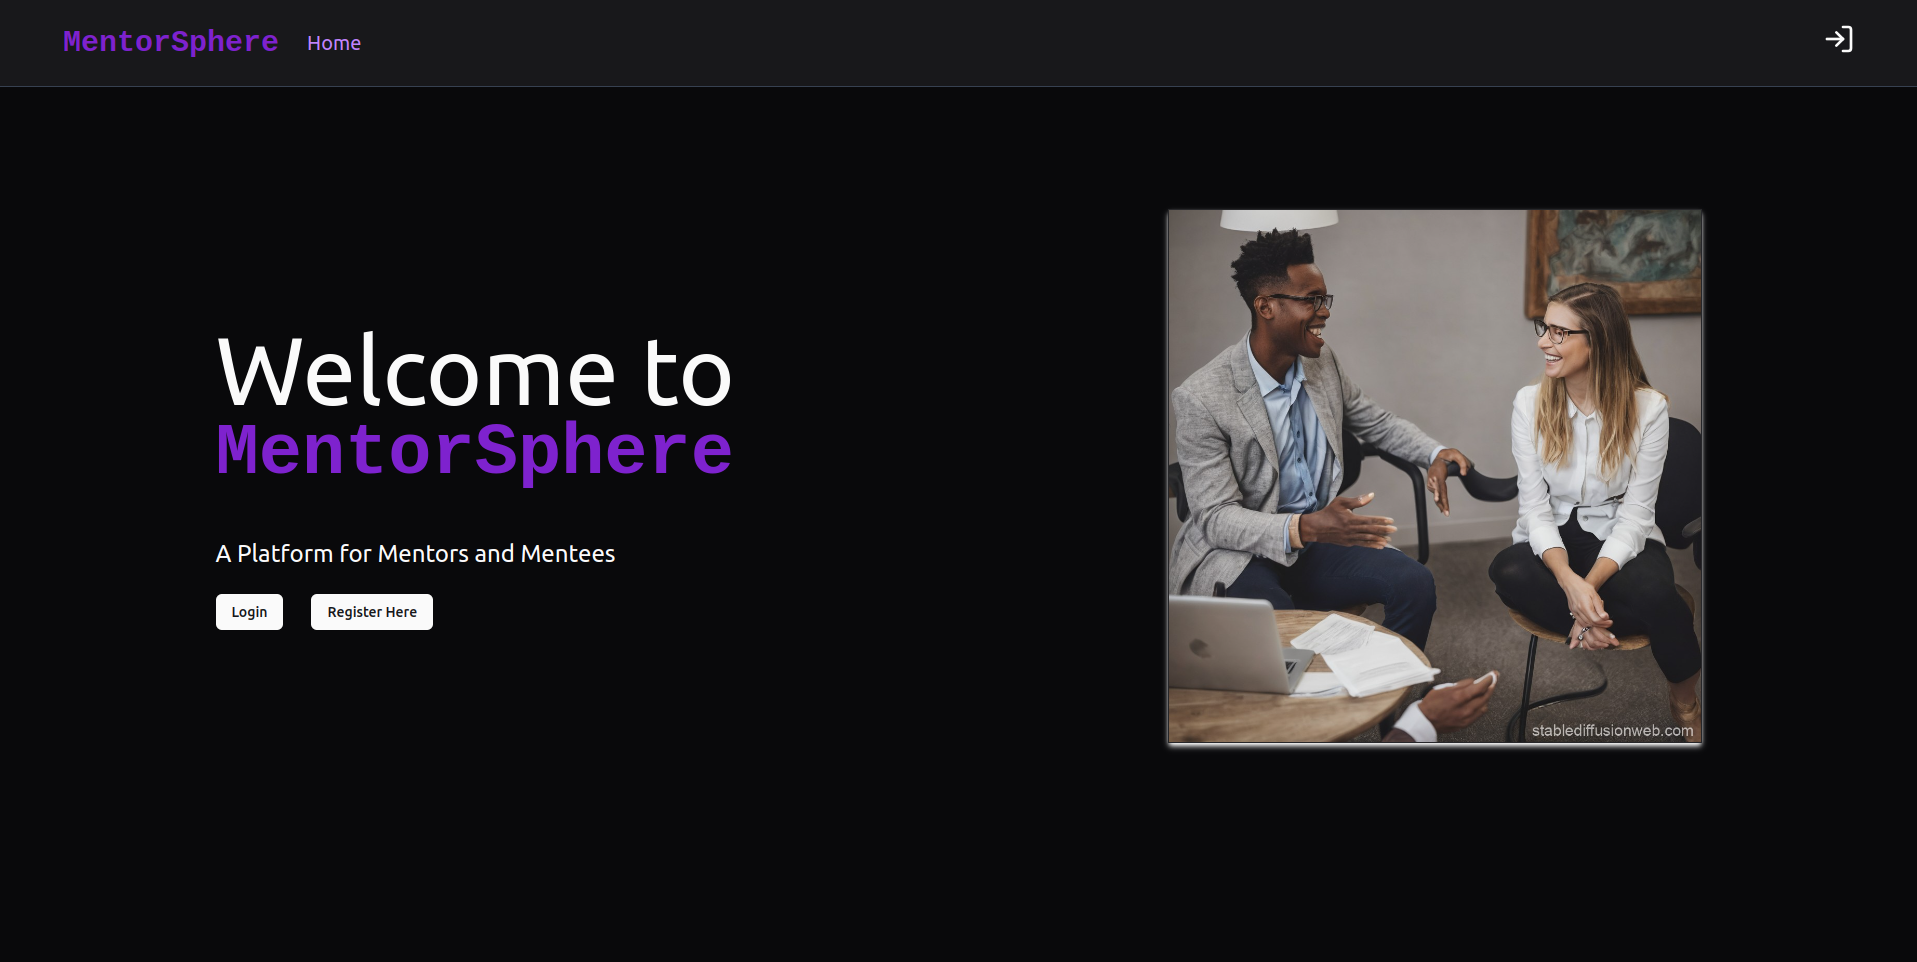 MentorSphere Home
Welcome to
MentorSphere
A Platform for Mentors and Mentees
Login Register Here
stablediffusionweb.com